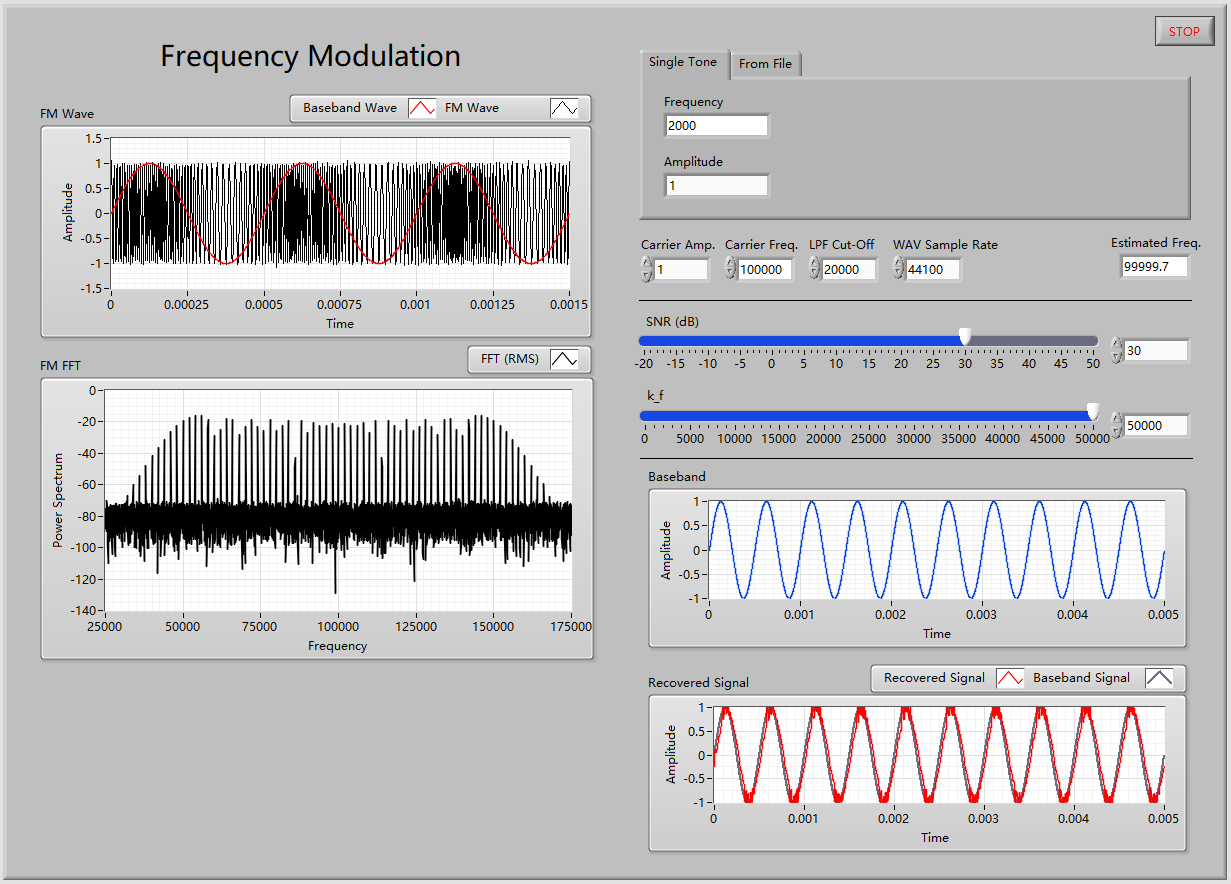 STOP
Frequency Modulation
Single Tone
From File
Frequency
2000
Amplitude
1
FM Wave
Baseband Wave
FM Wave
1.5
1
0.5
0
-0.5
-1
-1.5
Amplitude
0 0.00025 0.0005 0.00075 0.001 0.00125 0.0015
Time
Carrier Amp. Carrier Freq. LPF Cut-Off WAV Sample Rate Estimated Freq.
1 100000 20000 44100 99999.7
SNR (dB)
-20 -15 -10 -5 0 5 10 15 20 25 30 35 40 45 50
30
k_f
0 5000 10000 15000 20000 25000 30000 35000 40000 45000 50000
50000
FM FFT
FFT (RMS)
0
-20
-40
-60
-80
-100
-120
-140
Power Spectrum
25000 50000 75000 100000 125000 150000 175000
Frequency
Baseband
1
0.5
0
-0.5
-1
Amplitude
0 0.001 0.002 0.003 0.004 0.005
Time
Recovered Signal
Recovered Signal
Baseband Signal
1
0.5
0
-0.5
-1
Amplitude
0 0.001 0.002 0.003 0.004 0.005
Time